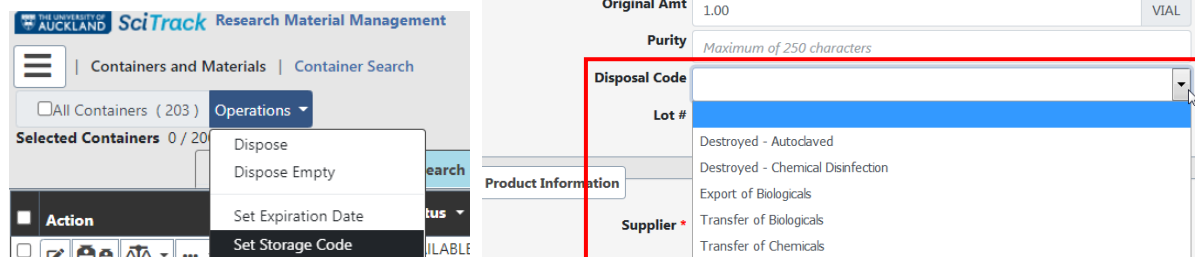 THE UNIVERSITY OF AUCKLAND SciTrack Research Material Management
| Containers and Materials | Container Search
All Containers ( 203 ) Operations
Selected Containers 0 / 20
Dispose
Dispose Empty
earch
Set Expiration Date
Action
tus
Set Storage Code
ILABLE
Original Amt 1.00 VIAL
Purity Maximum of 250 characters
Disposal Code
Lot #
Destroyed - Autoclaved
Destroyed - Chemical Disinfection
Product Information
Export of Biologicals
Supplier *
Transfer of Biologicals
Transfer of Chemicals